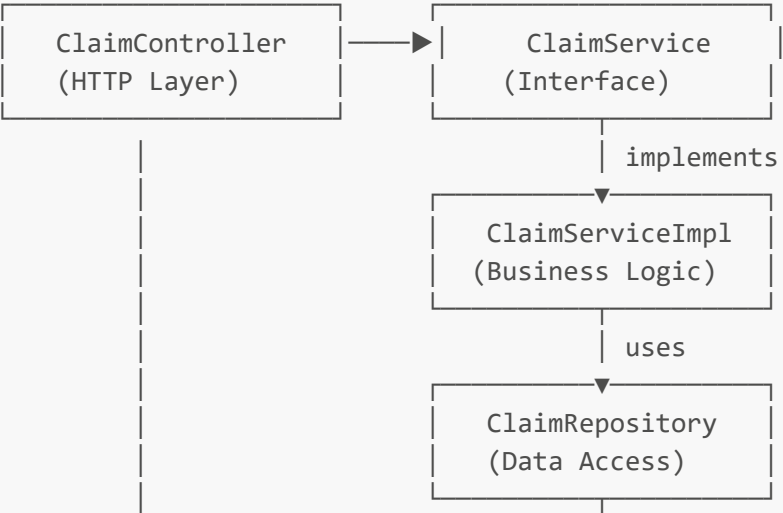 ClaimController ClaimService
(HTTP Layer) (Interface)
implements
ClaimServiceImpl
(Business Logic)
uses
ClaimRepository
(Data Access)